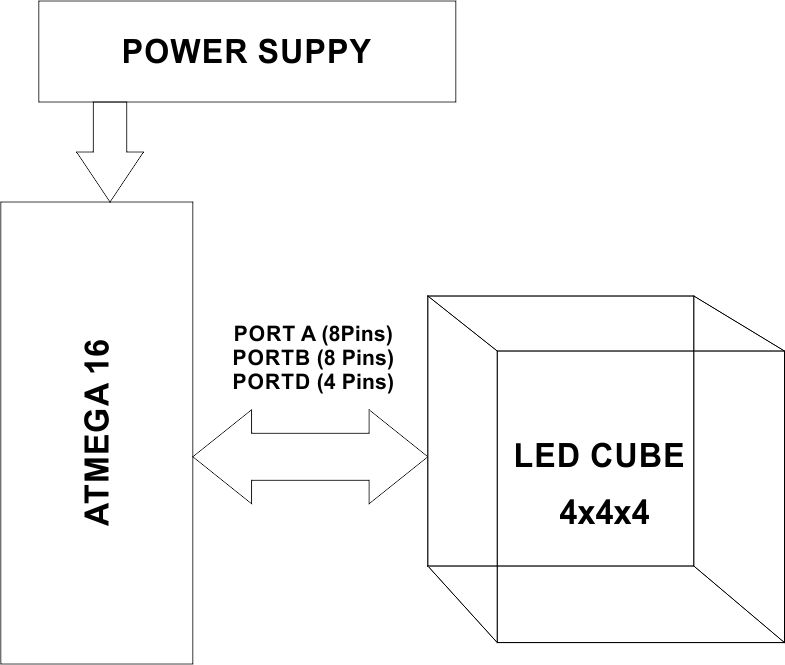 POWER SUPPY
ATMEGA 16
PORT A (8Pins)
PORTB (8 Pins)
PORTD (4 Pins)
LED CUBE
4x4x4